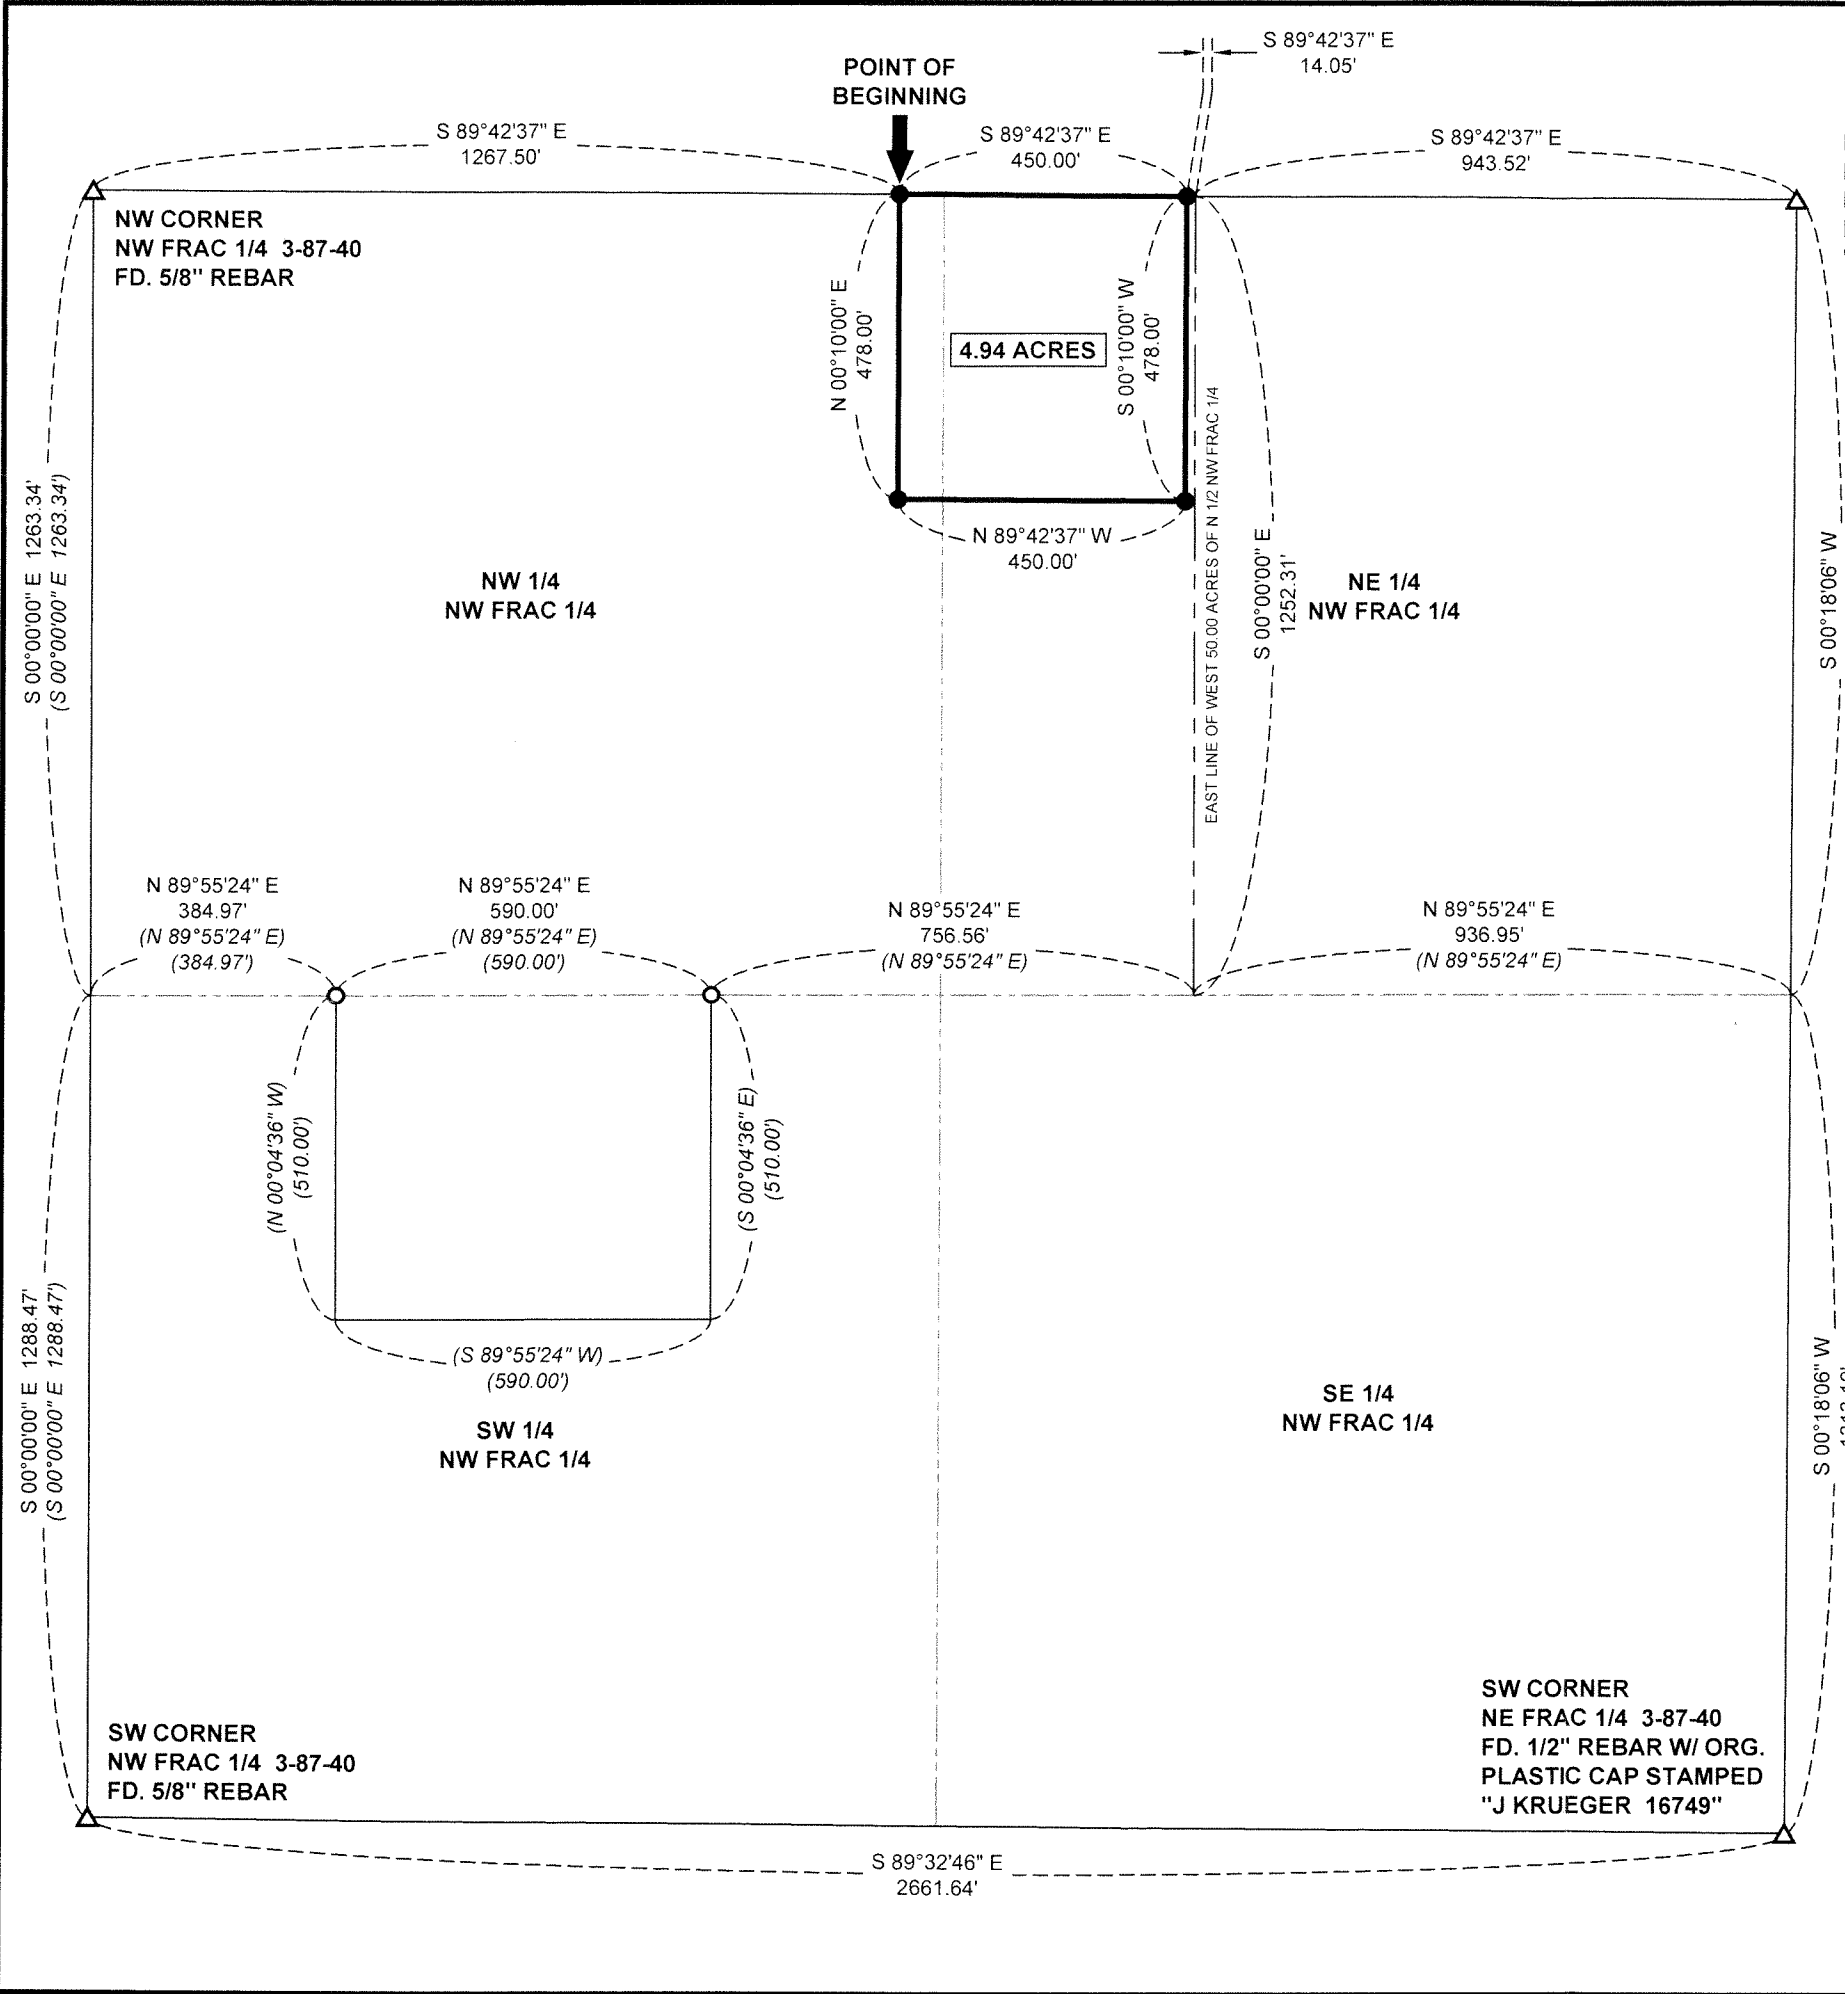 S 89°42'37" E
14.05'
POINT OF
BEGINNING
S 89°42'37" E
1267.50'
S 89°42'37" E
450.00'
S 89°42'37" E
943.52'
NW CORNER
NW FRAC 1/4 3-87-40
FD. 5/8" REBAR
N 00°10'00" E
478.00'
4.94 ACRES
S 00°10'00" W
478.00'
EAST LINE OF WEST 50.00 ACRES OF N 1/2 NW FRAC 1/4
S 00°00'00" E
1252.31'
N 89°42'37" W
450.00'
S 00°00'00" E 1263.34'
(S 00°00'00" E 1263.34')
NW 1/4
NW FRAC 1/4
NE 1/4
NW FRAC 1/4
S 00°18'06" W
N 89°55'24" E
384.97'
(N 89°55'24" E)
(384.97')
N 89°55'24" E
590.00'
(N 89°55'24" E)
(590.00')
N 89°55'24" E
756.56'
(N 89°55'24" E)
N 89°55'24" E
936.95'
(N 89°55'24" E)
(N 00°04'36" W)
(510.00')
(S 00°04'36" E)
(510.00')
(S 89°55'24" W)
(590.00')
S 00°00'00" E 1288.47'
(S 00°00'00" E 1288.47')
SW 1/4
NW FRAC 1/4
SE 1/4
NW FRAC 1/4
S 00°18'06" W
SW CORNER
NW FRAC 1/4 3-87-40
FD. 5/8" REBAR
SW CORNER
NE FRAC 1/4 3-87-40
FD. 1/2" REBAR W/ ORG.
PLASTIC CAP STAMPED
"J KRUEGER 16749"
S 89°32'46" E
2661.64'